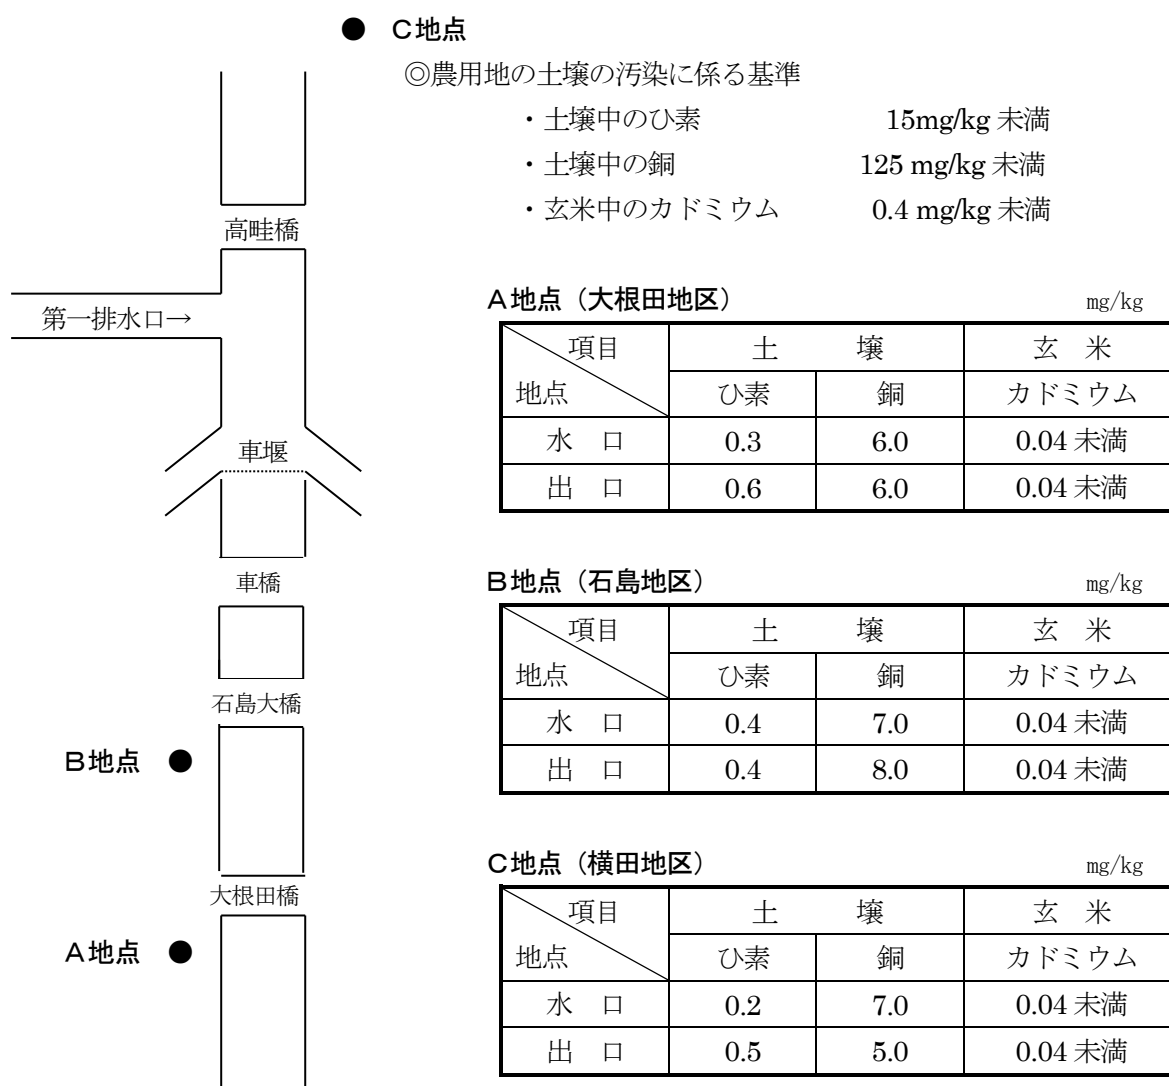 ● C地点
◎農用地の土壌の汚染に係る基準
・土壌中のひ素 15mg/kg 未満
・土壌中の銅 125 mg/kg 未満
・玄米中のカドミウム 0.4 mg/kg 未満
高畦橋
第一排水口→
車堰
車橋
石島大橋
B地点 ●
大根田橋
A地点 ●
A地点（大根田地区） mg/kg
項目 土 壌 玄 米
地点 ひ素 銅 カドミウム
水 口 0.3 6.0 0.04 未満
出 口 0.6 6.0 0.04 未満
B地点（石島地区） mg/kg
項目 土 壌 玄 米
地点 ひ素 銅 カドミウム
水 口 0.4 7.0 0.04 未満
出 口 0.4 8.0 0.04 未満
C地点（横田地区） mg/kg
項目 土 壌 玄 米
地点 ひ素 銅 カドミウム
水 口 0.2 7.0 0.04 未満
出 口 0.5 5.0 0.04 未満